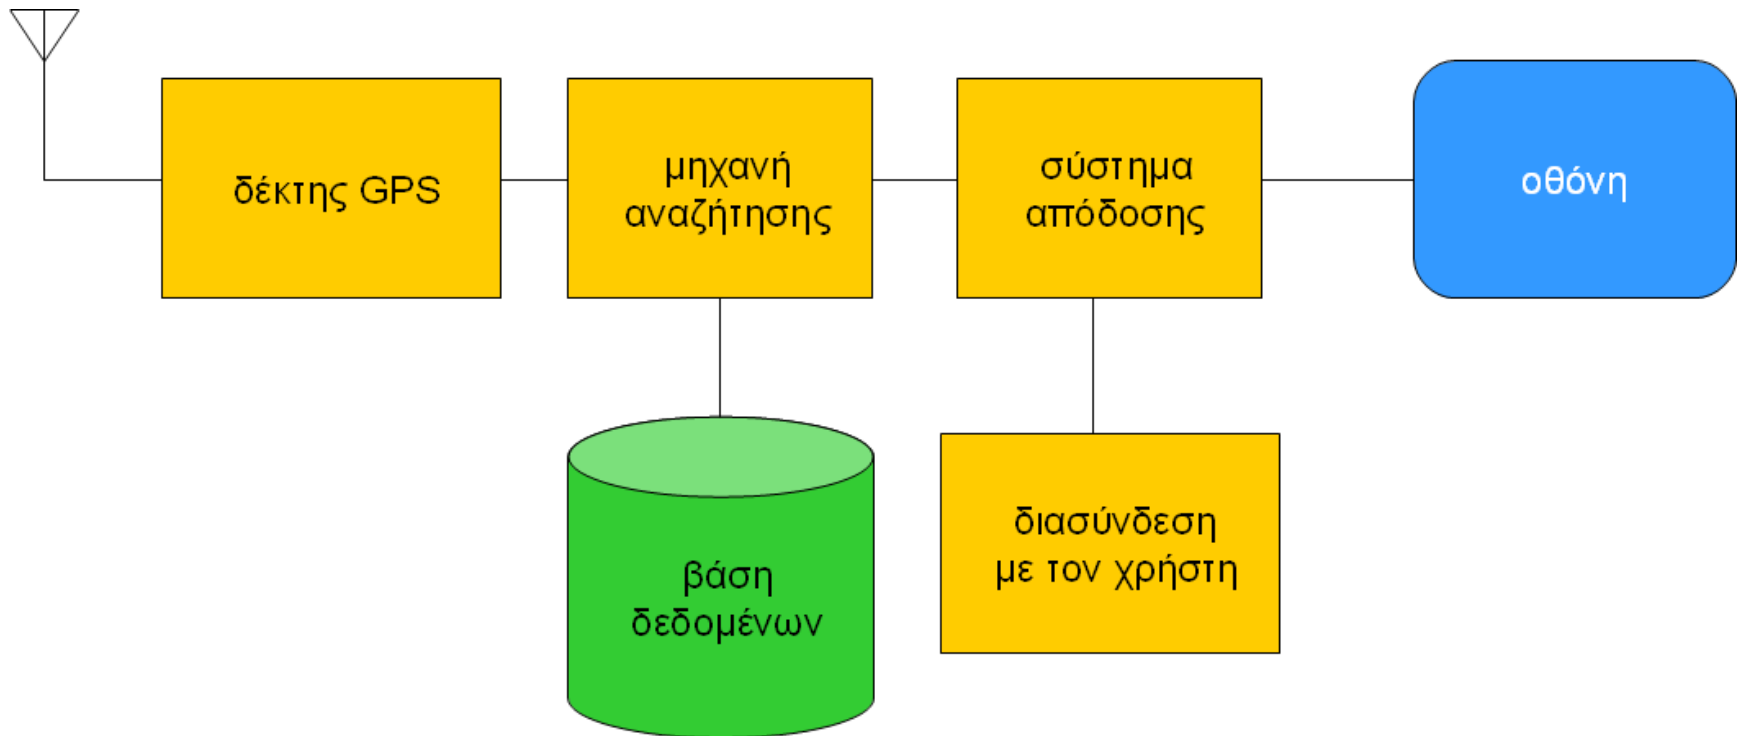 δέκτης GPS
μηχανή
αναζήτησης
σύστημα
απόδοσης
οθόνη
βάση
δεδομένων
διασύνδεση
με τον χρήστη